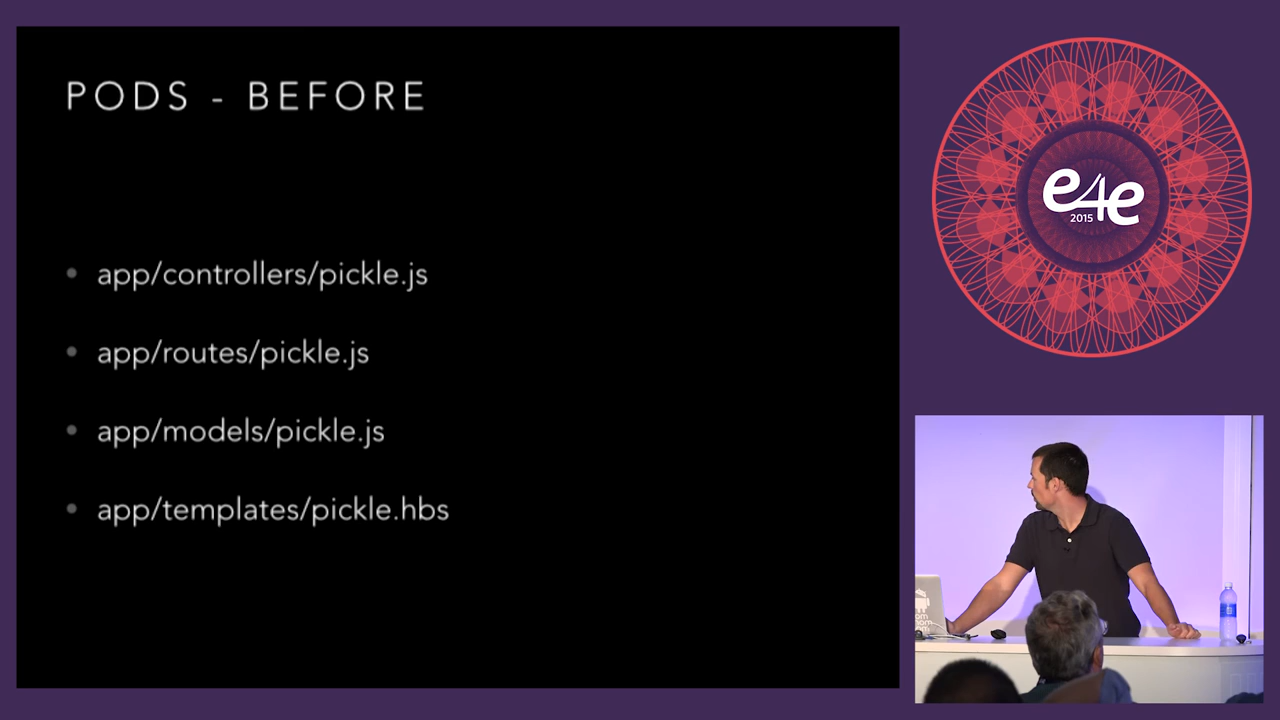 PODS - BEFORE
• app/controllers/pickle.js
• app/routes/pickle.js
• app/models/pickle.js
• app/templates/pickle.hbs
e4e
2015
nom